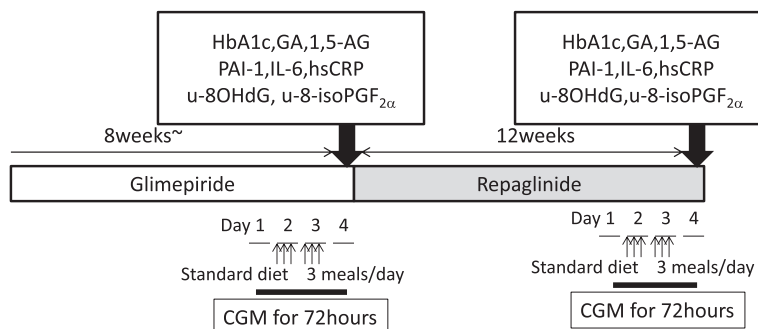 HbA1c,GA,1,5-AG
PAI-1,IL-6,hsCRP
u-8OHdG, u-8-isoPGF2α
HbA1c,GA,1,5-AG
PAI-1,IL-6,hsCRP
u-8OHdG,u-8-isoPGF2α
8weeks~
12weeks
Glimepiride
Repaglinide
Day 1 2 3 4
Standard diet 3 meals/day
CGM for 72hours
Day 1 2 3 4
Standard diet 3 meals/day
CGM for 72hours